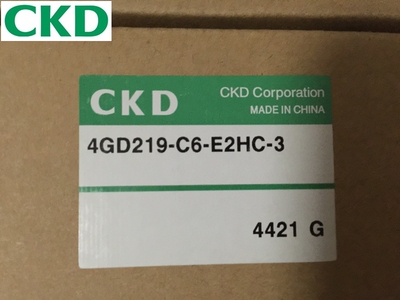 CKD
CKD
CKD Corporation
MADE IN CHINA
4GD219-C6-E2HC-3
4421 G